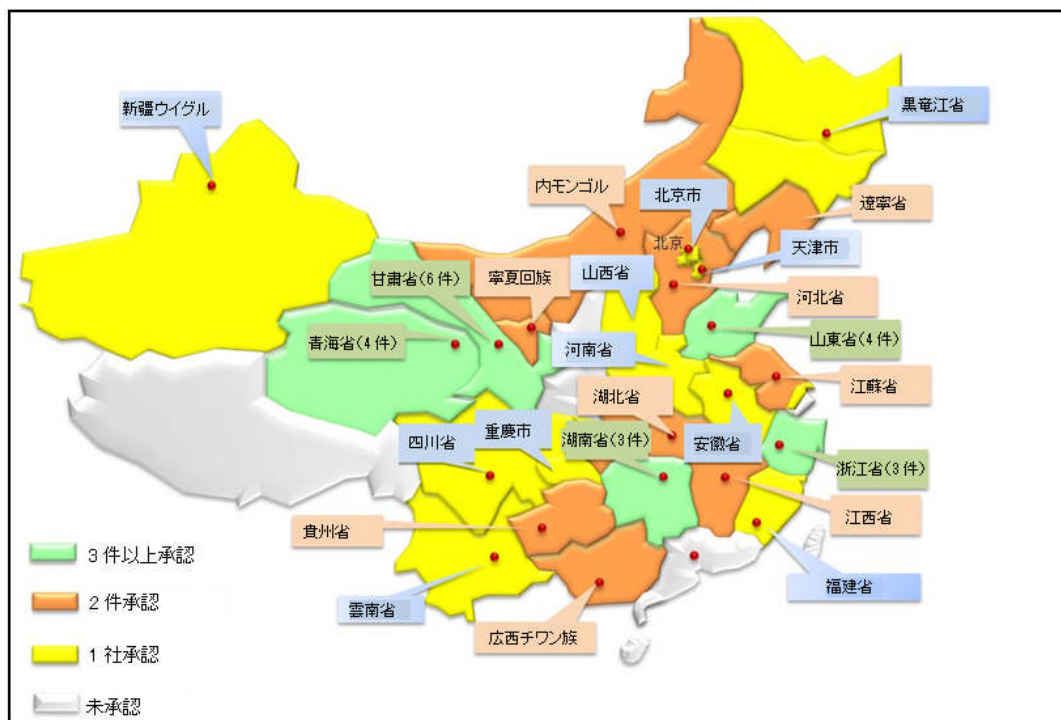 新疆ウイグル
黒竜江省
内モンゴル
北京市
遼寧省
北京
天津市
甘粛省(6件)
寧夏回族
山西省
河北省
青海省(4件)
河南省
山東省(4件)
湖北省
江蘇省
四川省
重慶市
湖南省(3件)
安徽省
浙江省(3件)
貴州省
江西省
雲南省
広西チワン族
福建省
3件以上承認
2件承認
1社承認
未承認